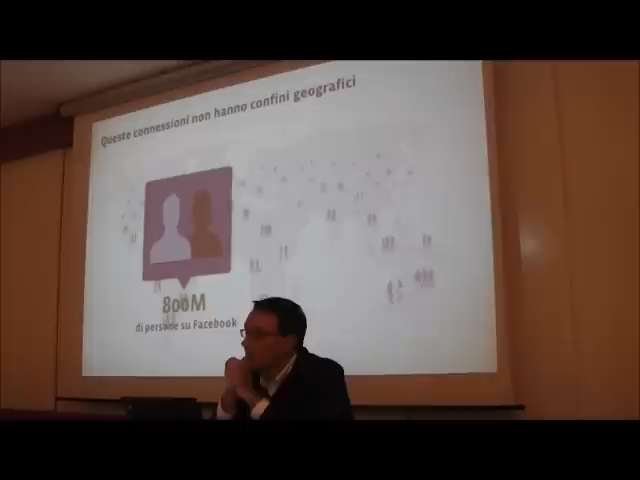 Queste connessioni non hanno confini geografici
800M
di persone su Facebook